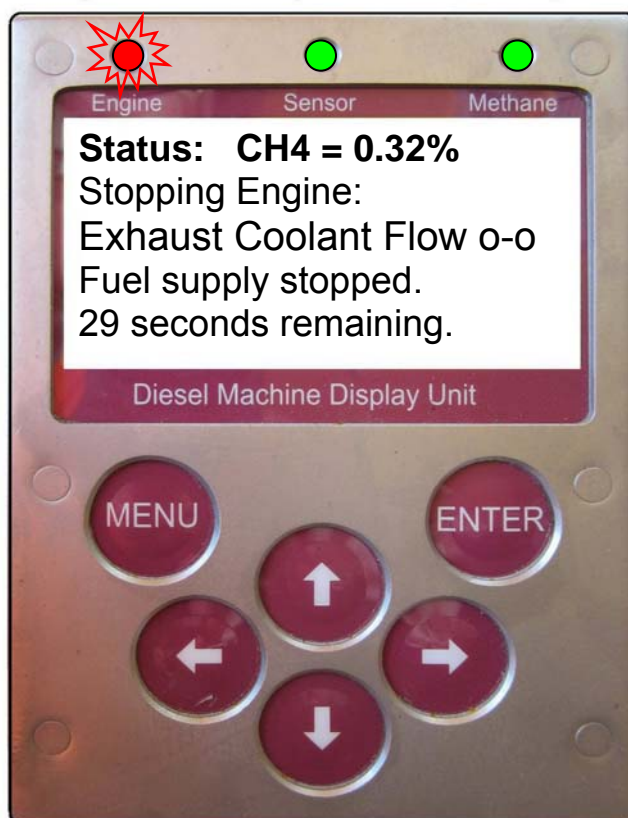 Engine Sensor Methane
Status: CH4 = 0.32%
Stopping Engine:
Exhaust Coolant Flow o-o
Fuel supply stopped.
29 seconds remaining.
Diesel Machine Display Unit
MENU ENTER